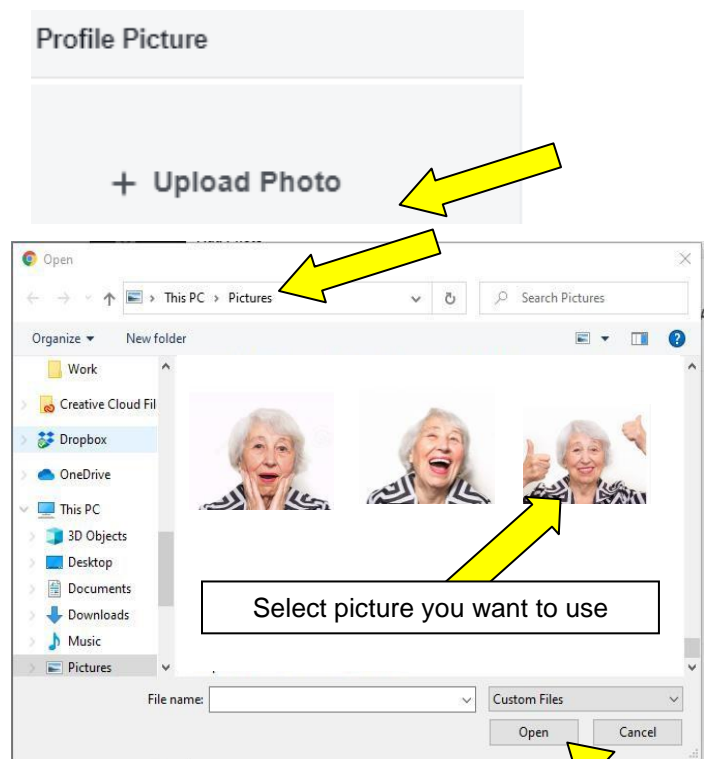 Profile Picture
+ Upload Photo
Open
This PC > Pictures
Search Pictures
Organize
New folder
Work
Creative Cloud Fil
Dropbox
OneDrive
This PC
3D Objects
Desktop
Documents
Downloads
Music
Pictures
Select picture you want to use
File name:
Custom Files
Open
Cancel